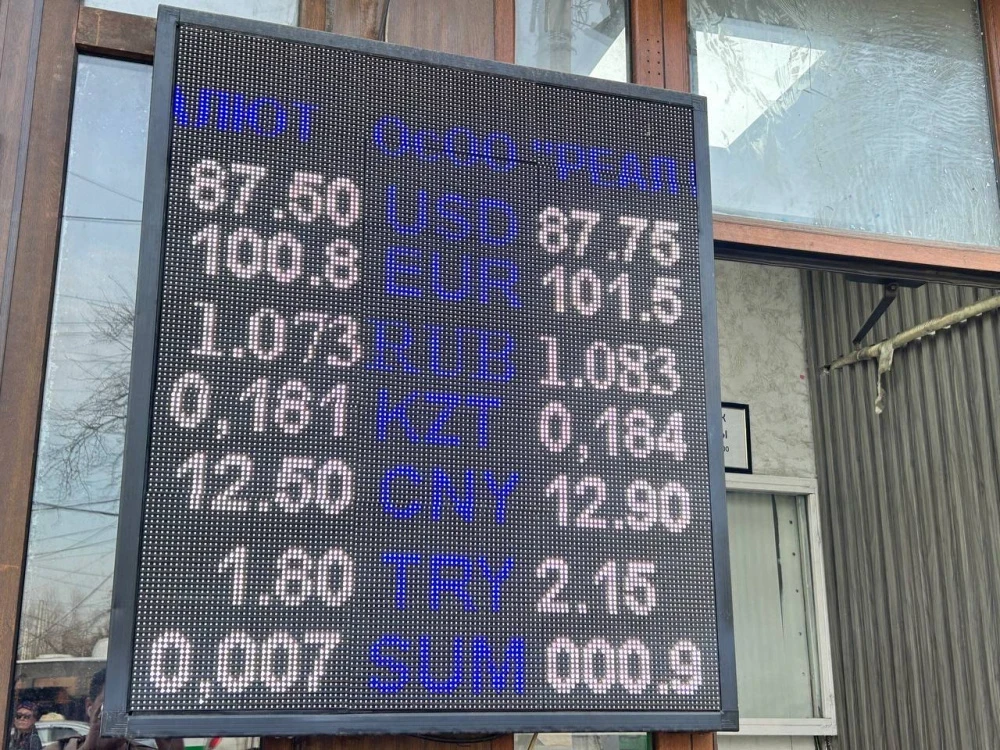 АЛЮТ ОсОО "РЕАЛ
87.50 USD 87.75
100.8 EUR 101.5
1.073 RUB 1.083
0,181 KZT 0,184
12.50 CNY 12.90
1.80 TRY 2.15
0,007 SUM 000.9